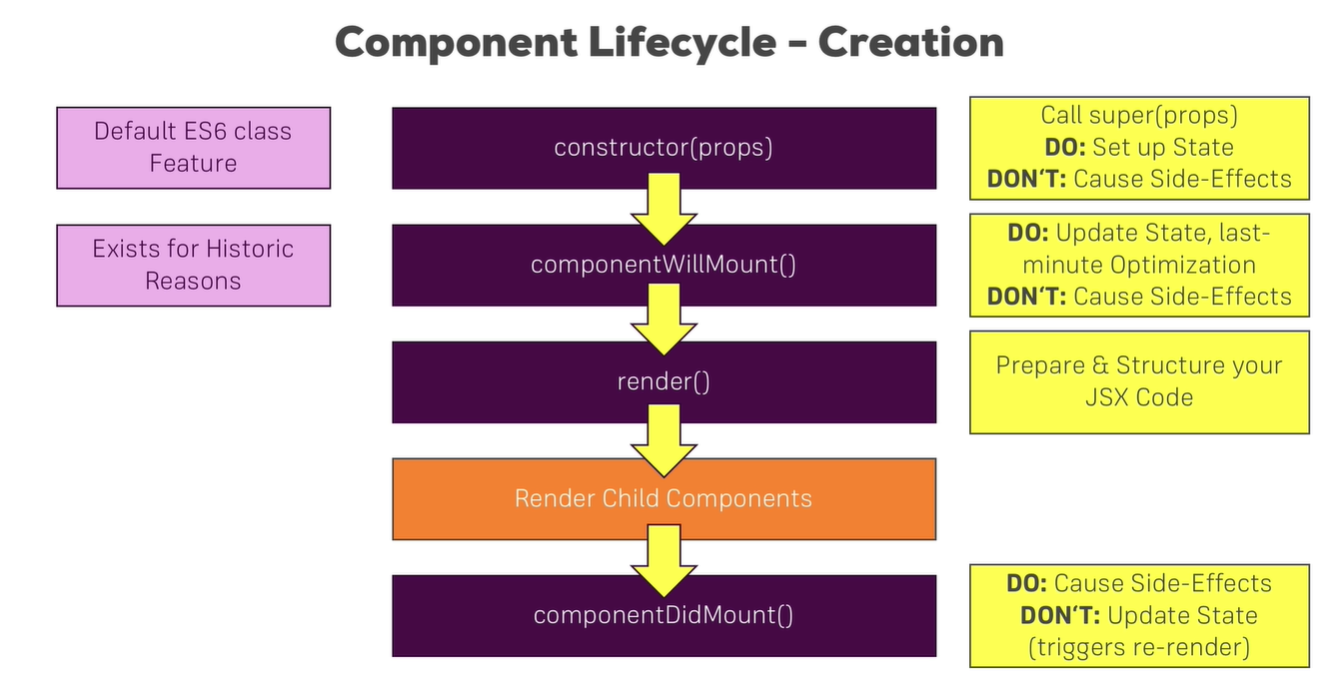 Component Lifecycle – Creation
Default ES6 class
Feature
constructor(props)
Call super(props)
DO: Set up State
DON'T: Cause Side-Effects
Exists for Historic
Reasons
componentWillMount()
DO: Update State, last-
minute Optimization
DON'T: Cause Side-Effects
render()
Prepare & Structure your
JSX Code
Render Child Components
componentDidMount()
DO: Cause Side-Effects
DON'T: Update State
(triggers re-render)